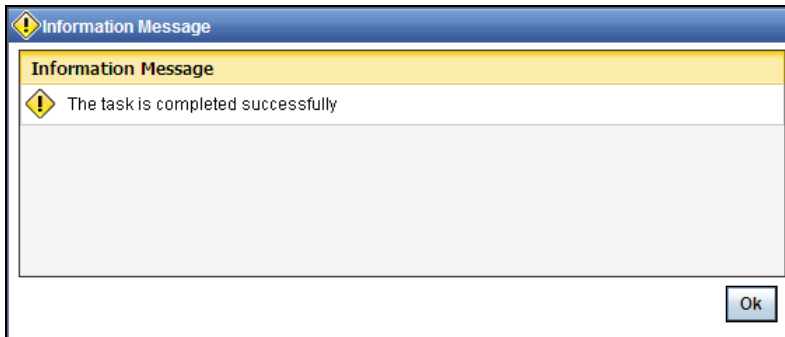 Information Message
Information Message
The task is completed successfully
Ok